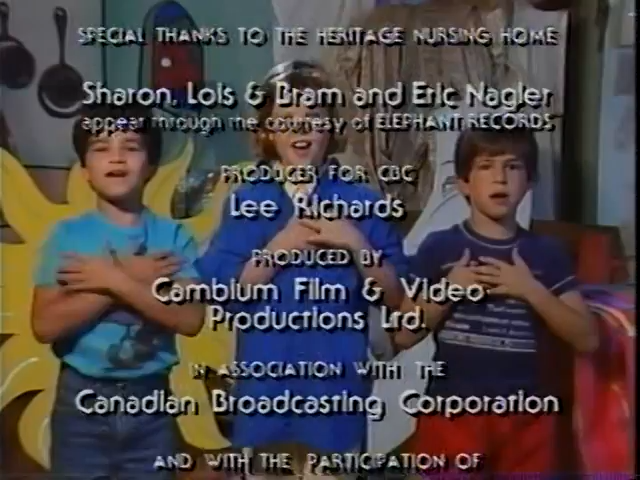 SPECIAL THANKS TO THE HERITAGE NURSING HOME
Sharon, Lois & Bram and Eric Nagler
appear through the courtesy of ELEPHANT RECORDS
PRODUCER FOR CBC
Lee Richards
PRODUCED BY
Cambium Film & Video
Productions Ltd.
IN ASSOCIATION WITH THE
Canadian Broadcasting Corporation
AND WITH THE PARTICIPATION OF